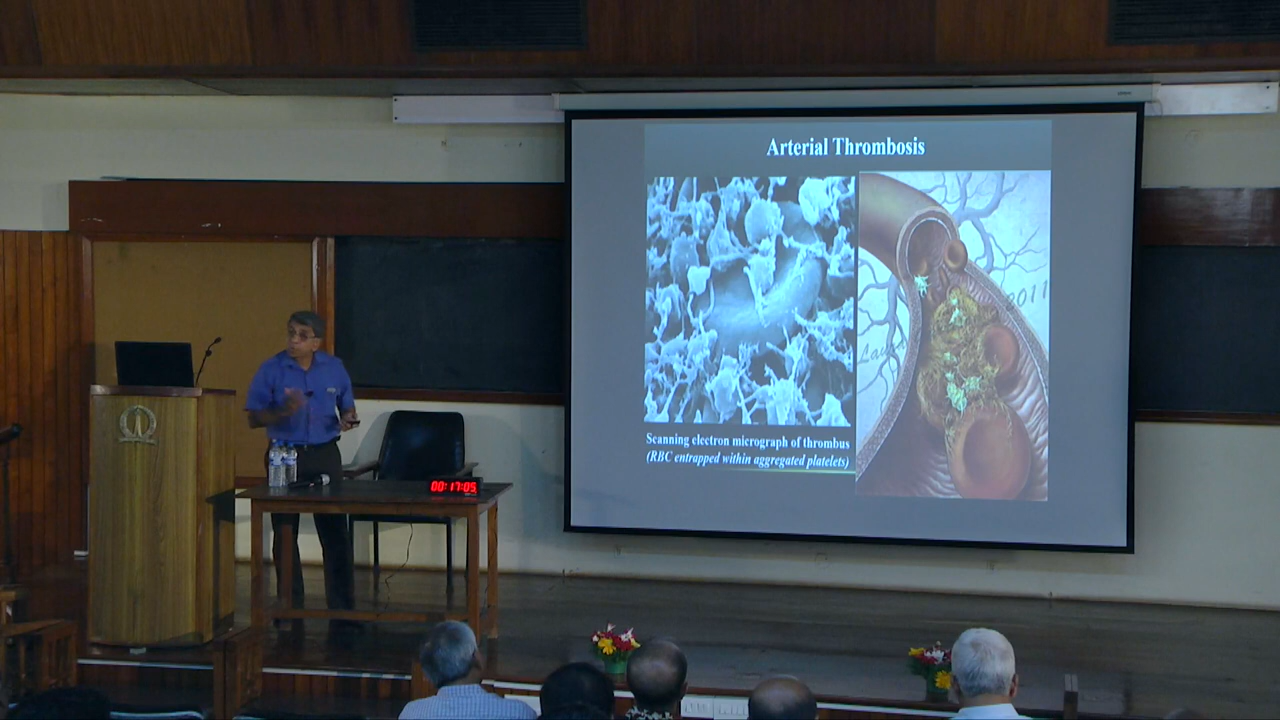 Arterial Thrombosis
2011
Scanning electron micrograph of thrombus
(RBC entrapped within aggregated platelets)
00:17:05